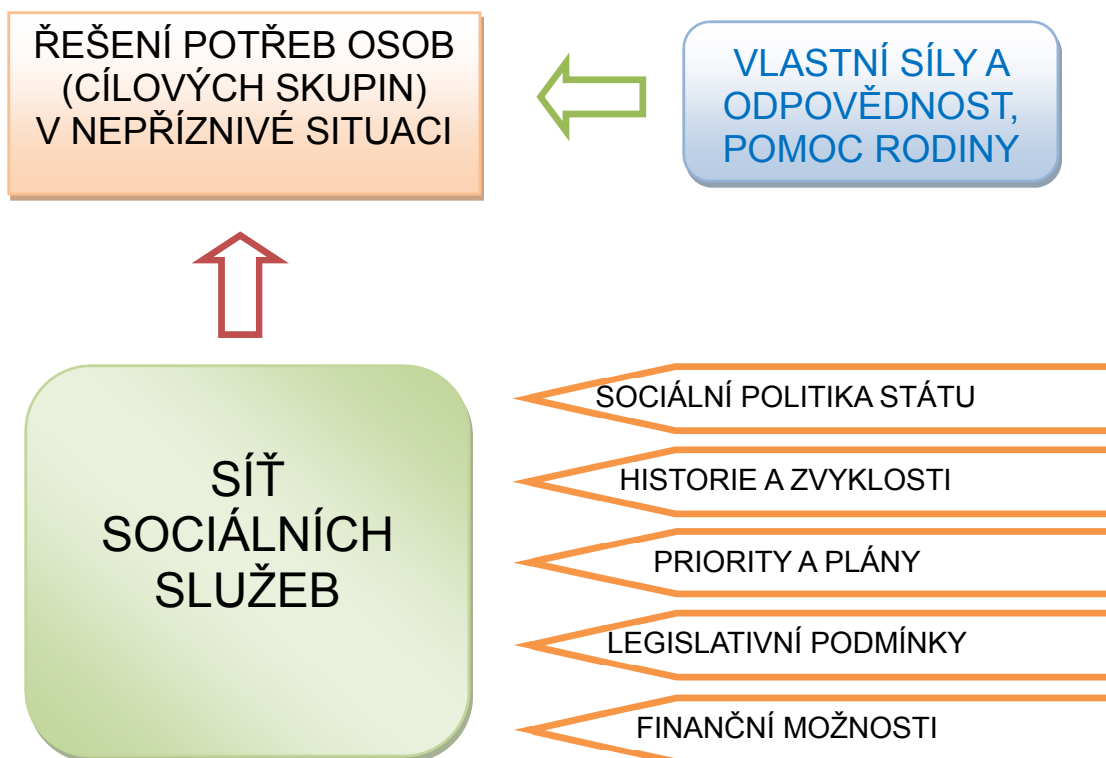 ŘEŠENÍ POTŘEB OSOB
(CÍLOVÝCH SKUPIN)
V NEPŘÍZNIVÉ SITUACI
VLASTNÍ SÍLY A
ODPOVĚDNOST,
POMOC RODINY
SÍŤ
SOCIÁLNÍCH
SLUŽEB
SOCIÁLNÍ POLITIKA STÁTU
HISTORIE A ZVYKLOSTI
PRIORITY A PLÁNY
LEGISLATIVNÍ PODMÍNKY
FINANČNÍ MOŽNOSTI